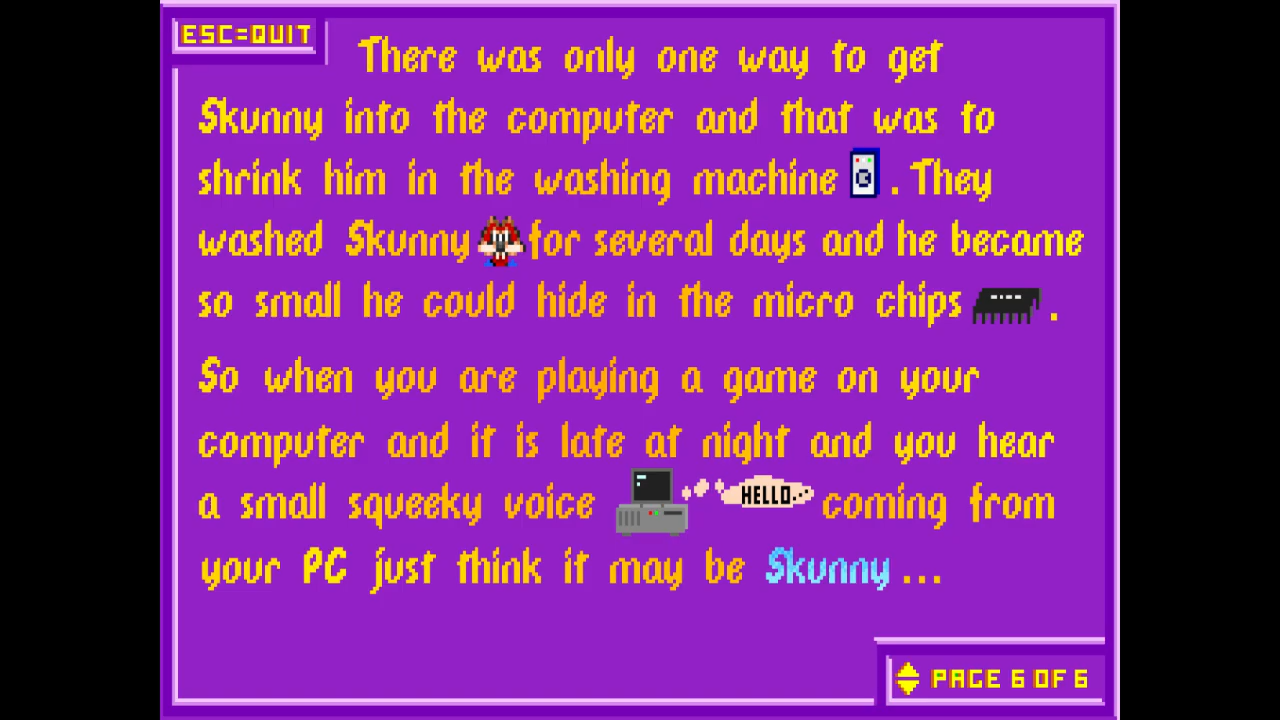 ESC=QUIT
There was only one way to get
Skunny into the computer and that was to
shrink him in the washing machine . They
washed Skunny for several days and he became
so small he could hide in the micro chips .
So when you are playing a game on your
computer and it is late at night and you hear
a small squeeky voice HELLO... coming from
your PC just think it may be Skunny ...
PAGE 6 OF 6